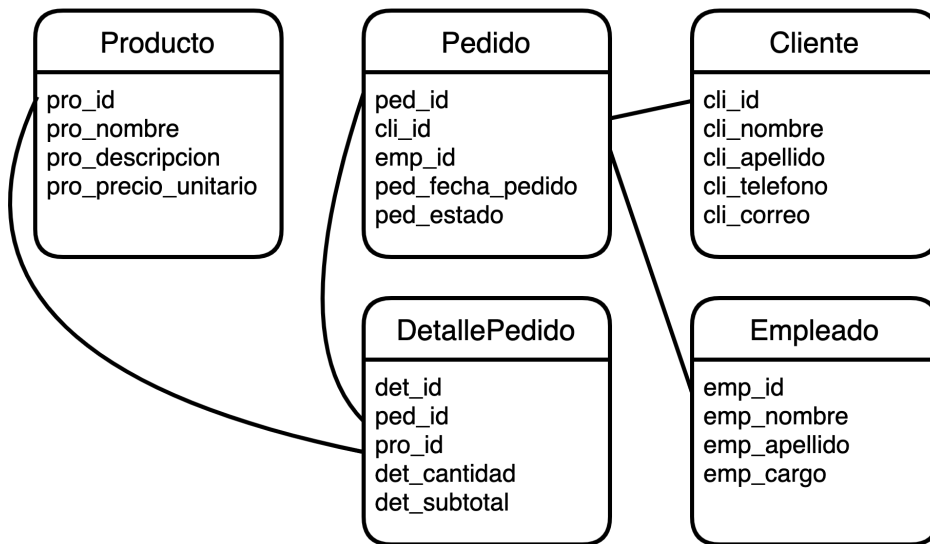 Producto
pro_id
pro_nombre
pro_descripcion
pro_precio_unitario
Pedido
ped_id
cli_id
emp_id
ped_fecha_pedido
ped_estado
Cliente
cli_id
cli_nombre
cli_apellido
cli_telefono
cli_correo
DetallePedido
det_id
ped_id
pro_id
det_cantidad
det_subtotal
Empleado
emp_id
emp_nombre
emp_apellido
emp_cargo